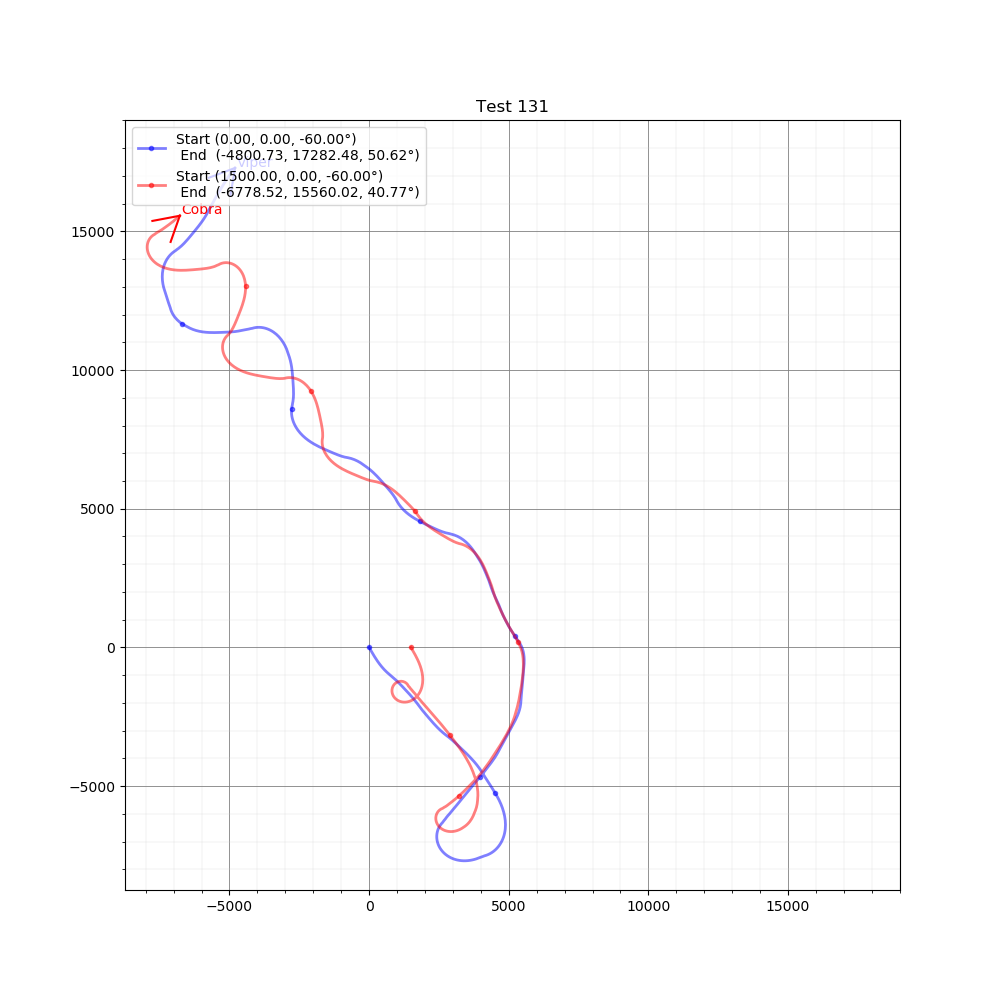 Test 131
Start (0.00, 0.00, -60.00°)
End (-4800.73, 17282.48, 50.62°)
Viper
Start (1500.00, 0.00, -60.00°)
End (-6778.52, 15560.02, 40.77°)
Cobra
15000
10000
5000
0
−5000
−5000 0 5000 10000 15000